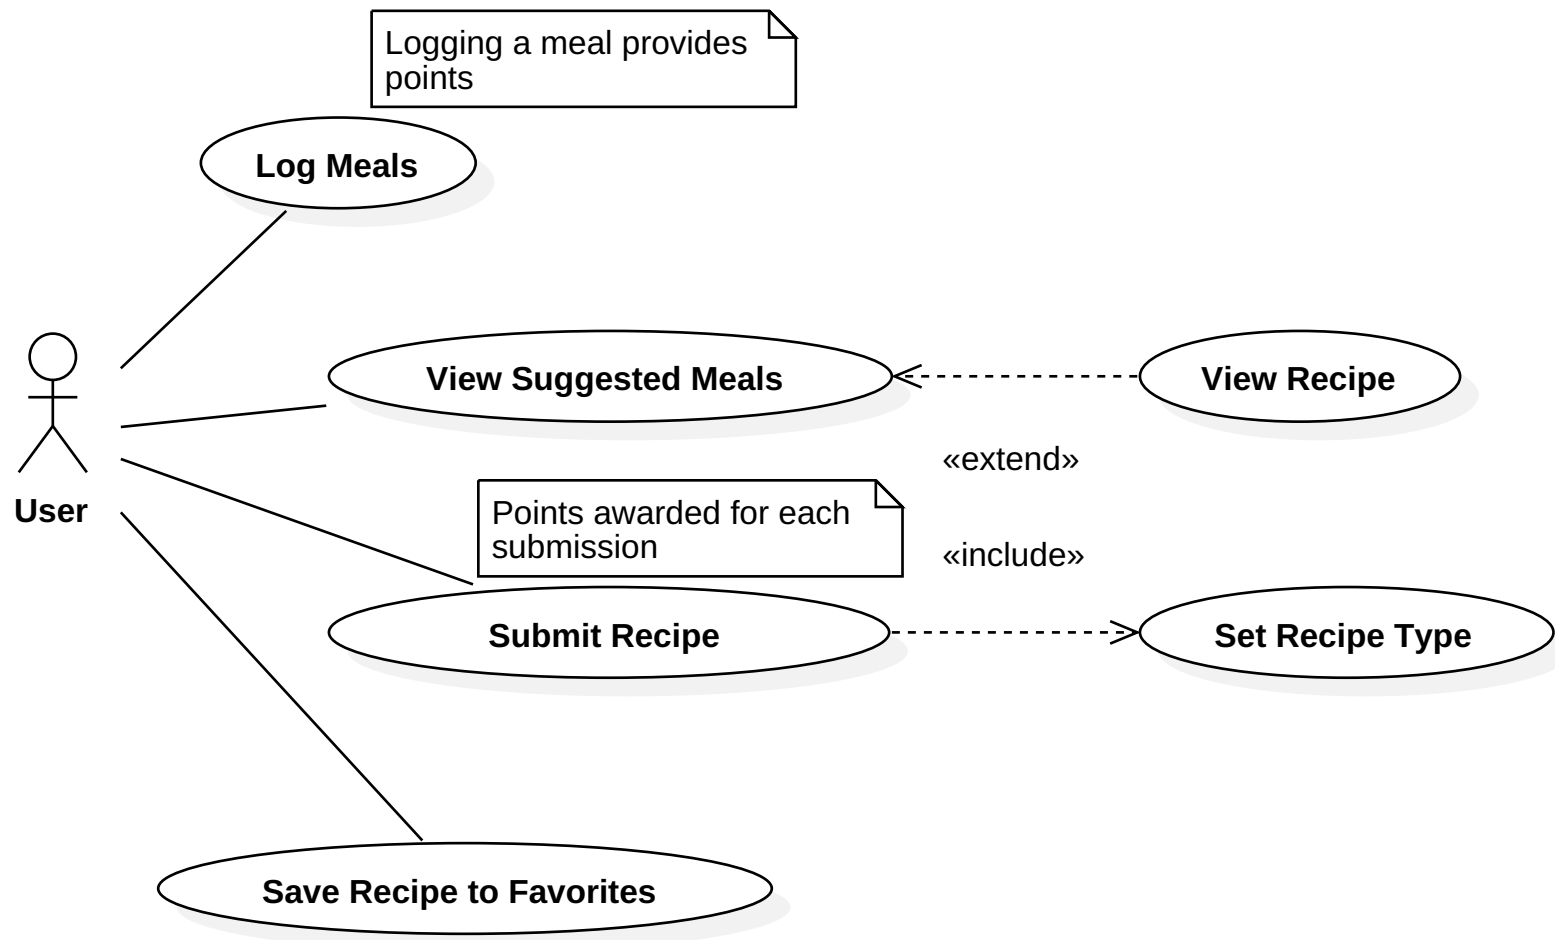 Logging a meal provides
points
Log Meals
View Suggested Meals
View Recipe
«extend»
User
Points awarded for each
submission
«include»
Submit Recipe
Set Recipe Type
Save Recipe to Favorites